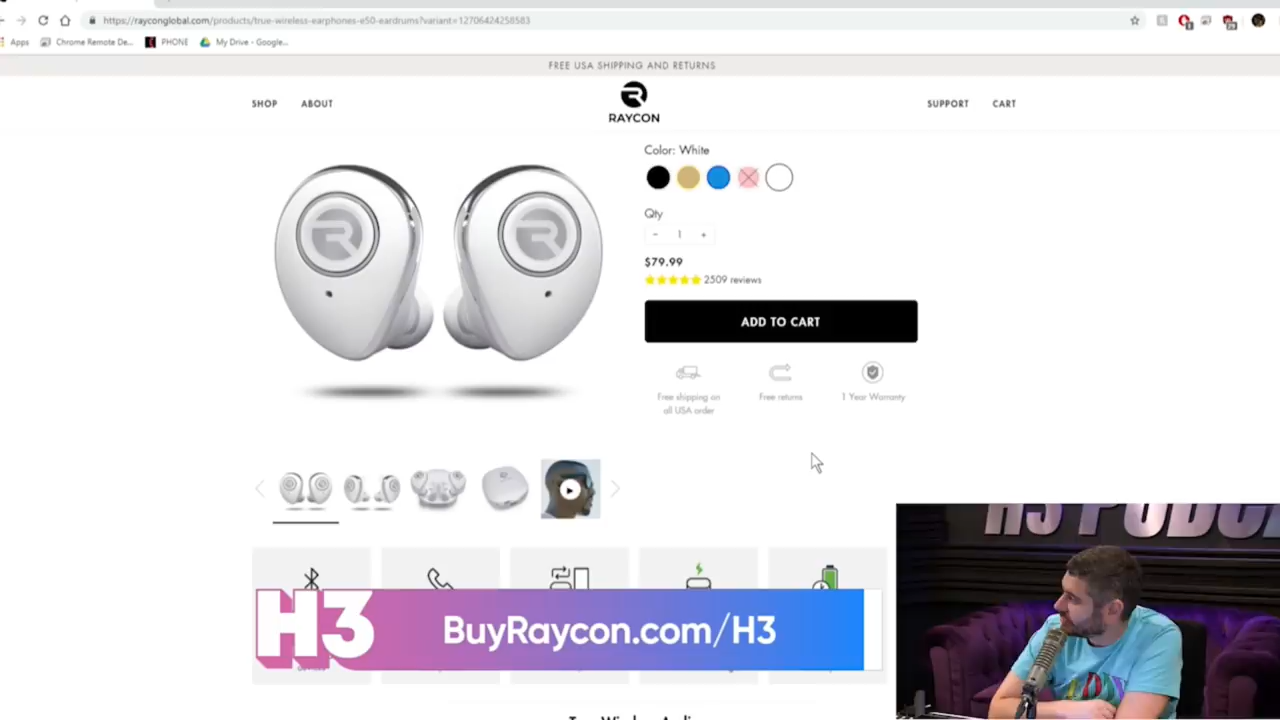 https://rayconglobal.com/products/true-wireless-earphones-e50-eardrums?variant=12706424258583
Apps Chrome Remote De... PHONE My Drive - Google...
FREE USA SHIPPING AND RETURNS
SHOP ABOUT
RAYCON
SUPPORT CART
Color: White
Qty
- 1 +
$79.99
2509 reviews
ADD TO CART
Free shipping on
all USA order
Free returns
1 Year Warranty
H3 PODC
H3
BuyRaycon.com/H3